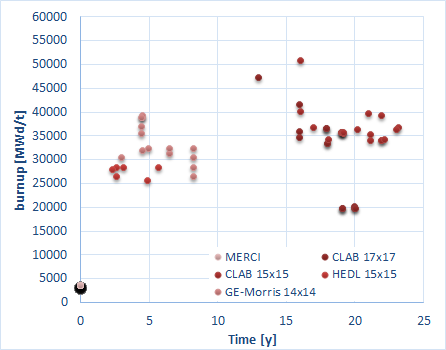 60000
55000
50000
45000
40000
35000
30000
25000
20000
15000
10000
5000
0
burnup [MWd/t]
MERCI
CLAB 17x17
CLAB 15x15
HEDL 15x15
GE-Morris 14x14
0 5 10 15 20 25
Time [y]